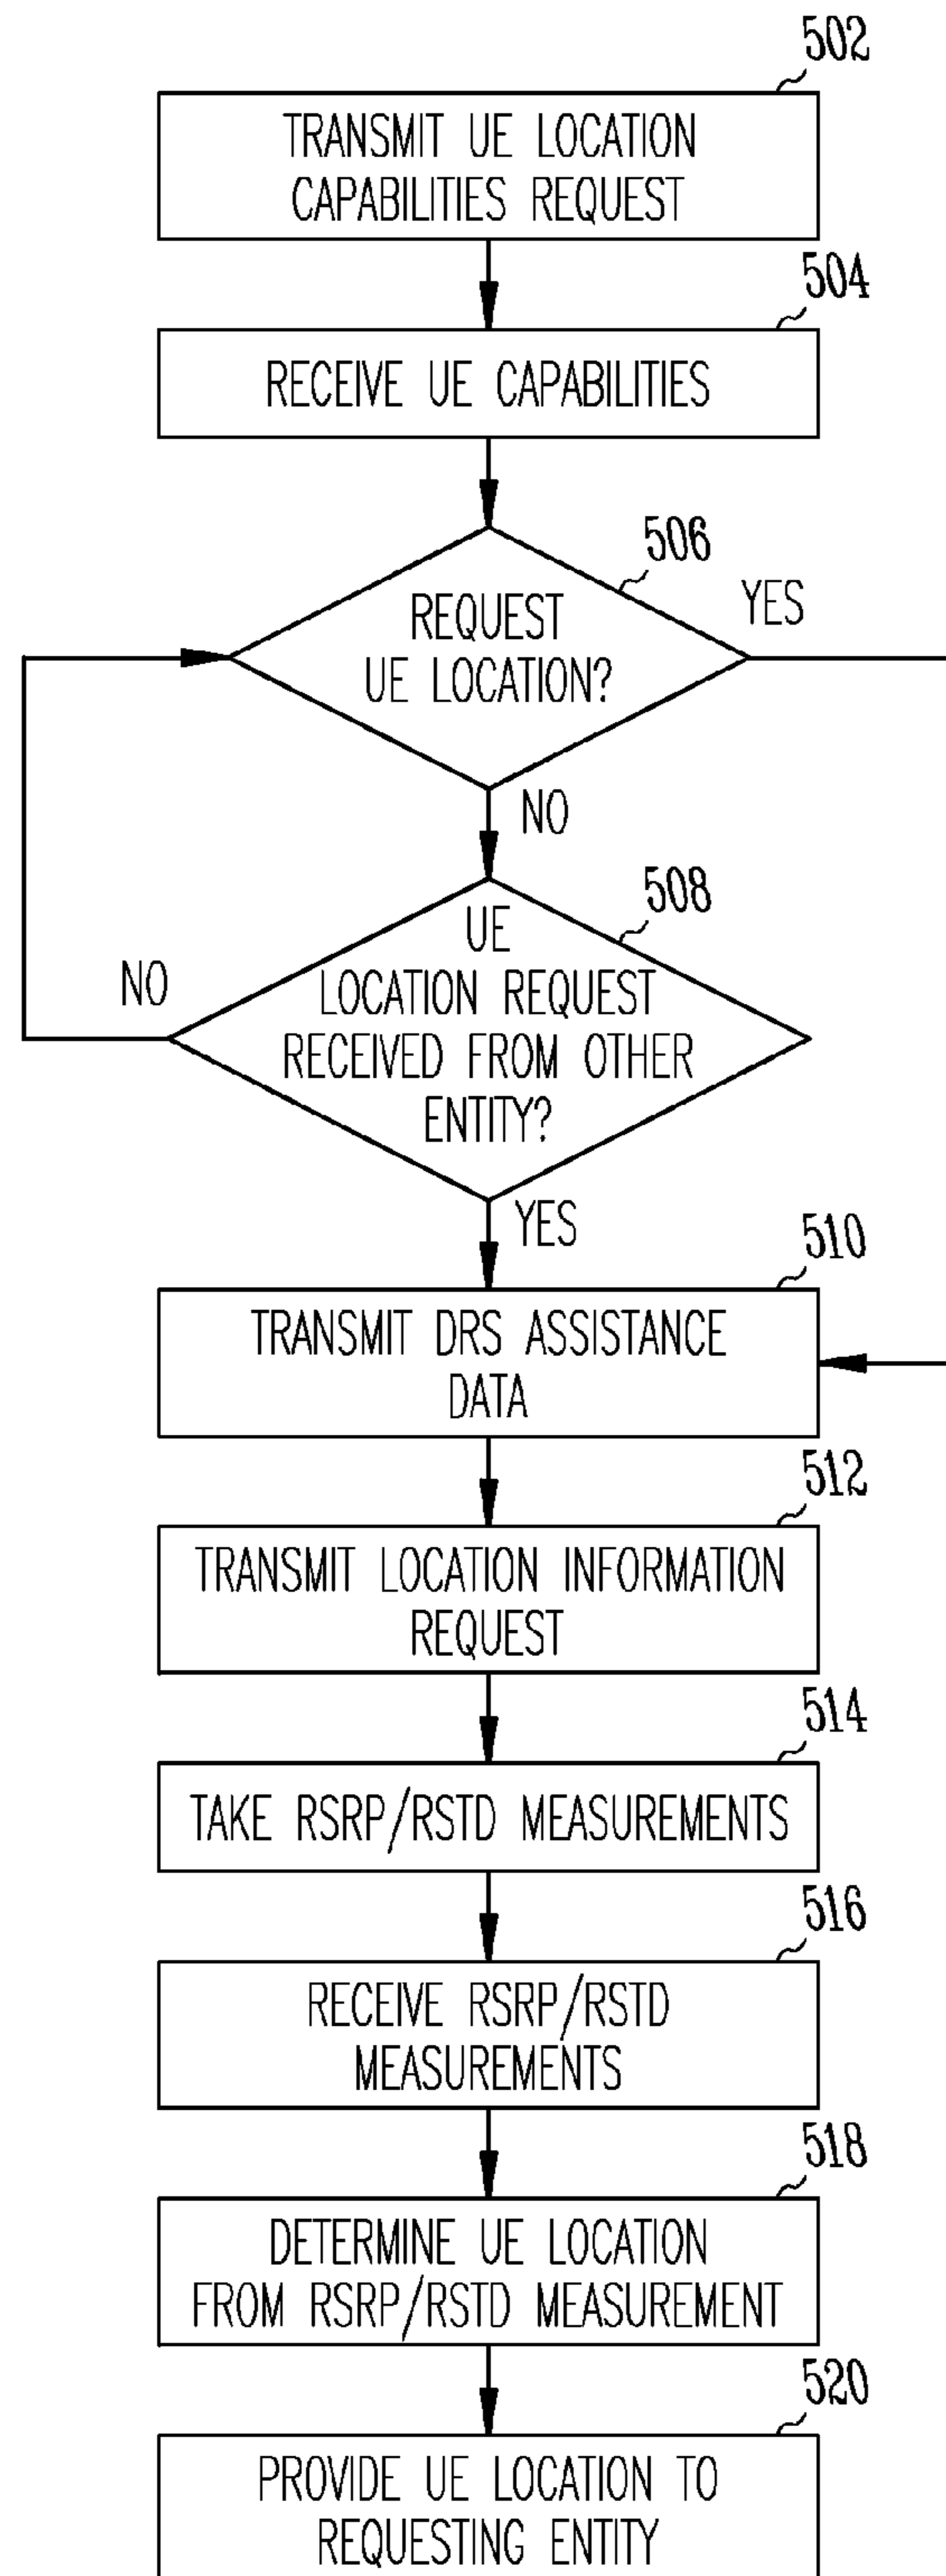 502
TRANSMIT UE LOCATION
CAPABILITIES REQUEST
504
RECEIVE UE CAPABILITIES
506
REQUEST
UE LOCATION?
YES
NO
508
UE
LOCATION REQUEST
RECEIVED FROM OTHER
ENTITY?
NO
YES
510
TRANSMIT DRS ASSISTANCE
DATA
512
TRANSMIT LOCATION INFORMATION
REQUEST
514
TAKE RSRP/RSTD MEASUREMENTS
516
RECEIVE RSRP/RSTD
MEASUREMENTS
518
DETERMINE UE LOCATION
FROM RSRP/RSTD MEASUREMENT
520
PROVIDE UE LOCATION TO
REQUESTING ENTITY